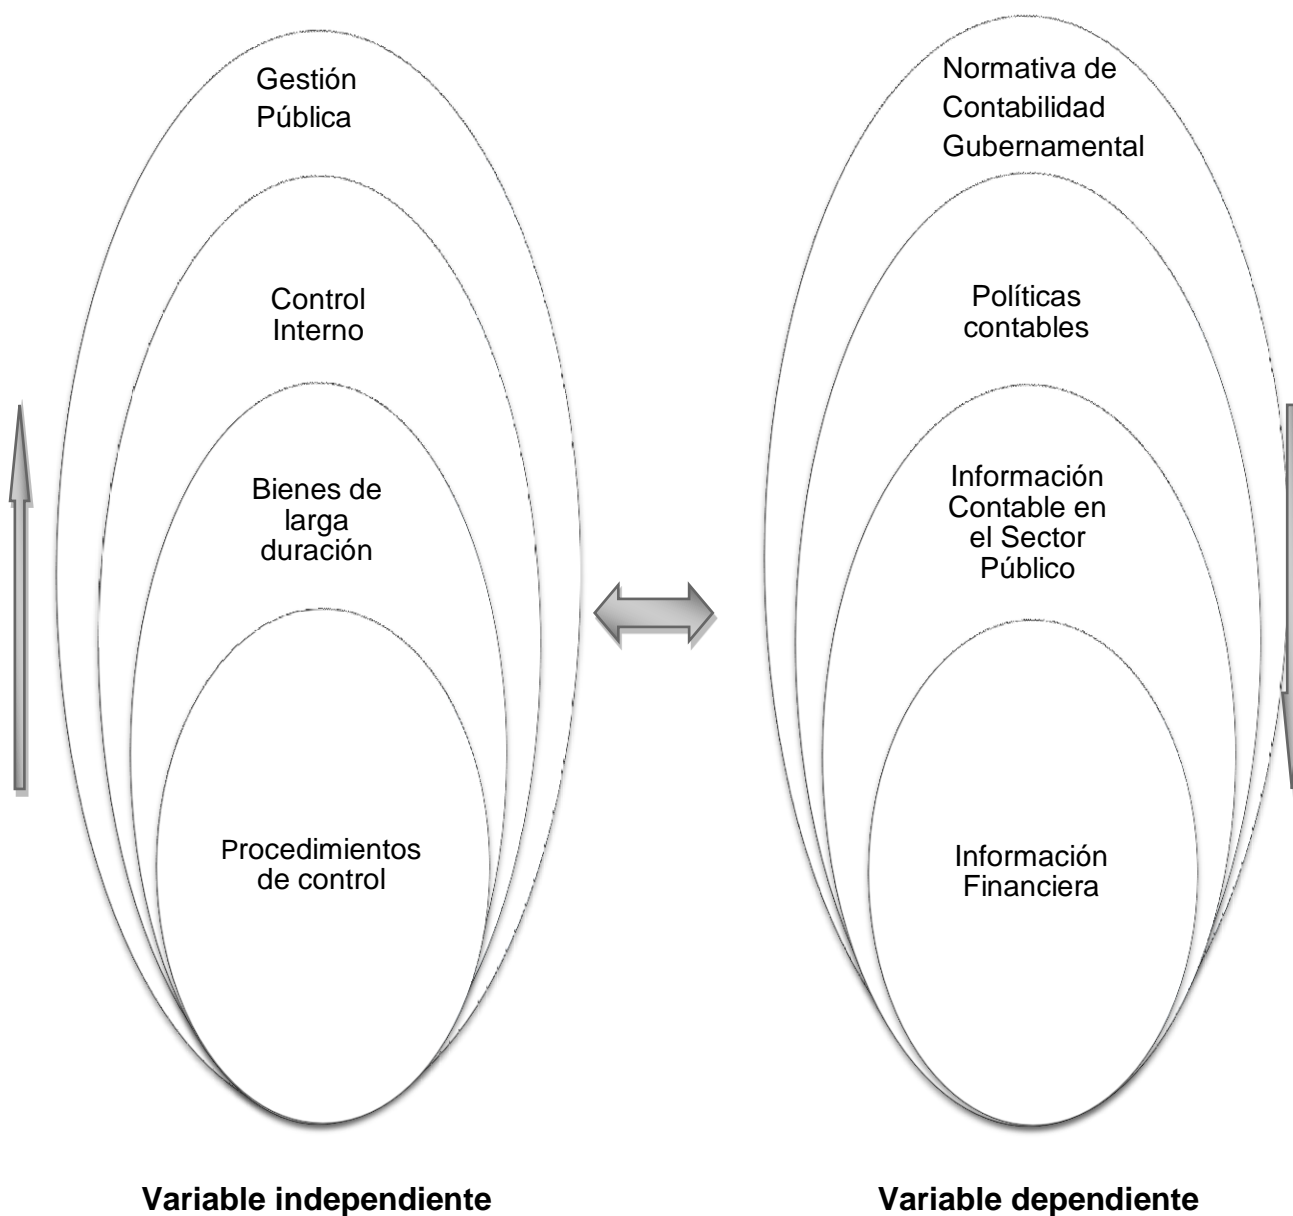 Gestión
Pública
Control
Interno
Bienes de
larga
duración
Procedimientos
de control
Variable independiente
Normativa de
Contabilidad
Gubernamental
Políticas
contables
Información
Contable en
el Sector
Público
Información
Financiera
Variable dependiente